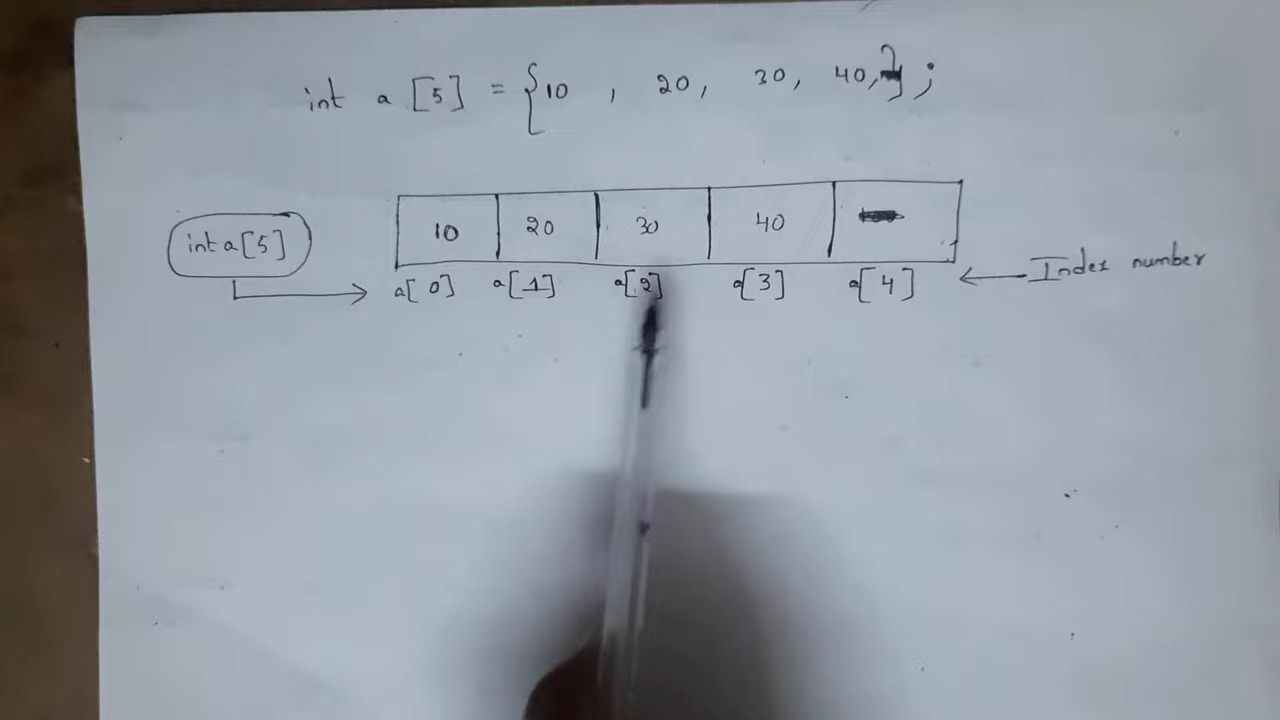 int a [5] = {10 , 20, 30, 40, };
int a[5]
10 20 30 40
a[0] a[1] a[2] a[3] a[4]
Index number